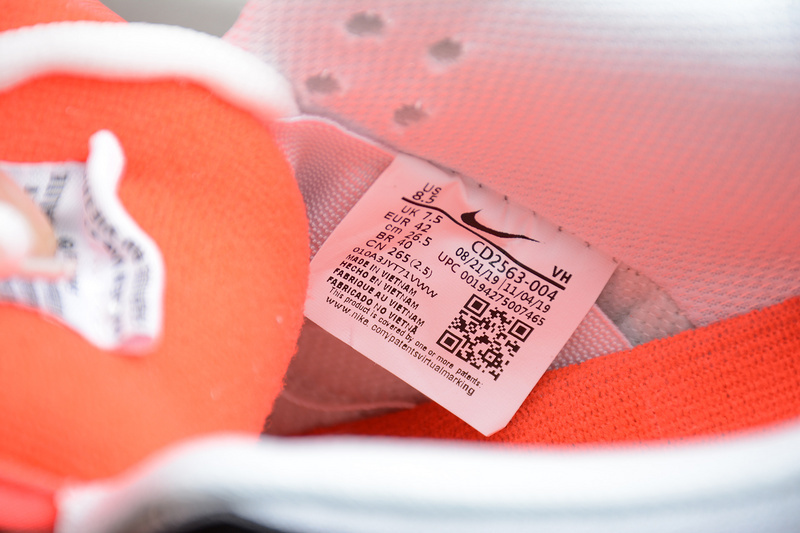 US
8.5
UK 7.5
EUR 42
cm 26.5
BR 40
CN 265 (2.5)
CD2563-004
VH
08/21/19 11/04/19
UPC 00194275007465
MADE IN VIETNAM
HECHO EN VIETNAM
FABRIQUE AU VIETNAM
FABRICADO NO VIETNÃ
This product is covered by one or more patents:
www.nike.com/patentsvirtualmarking